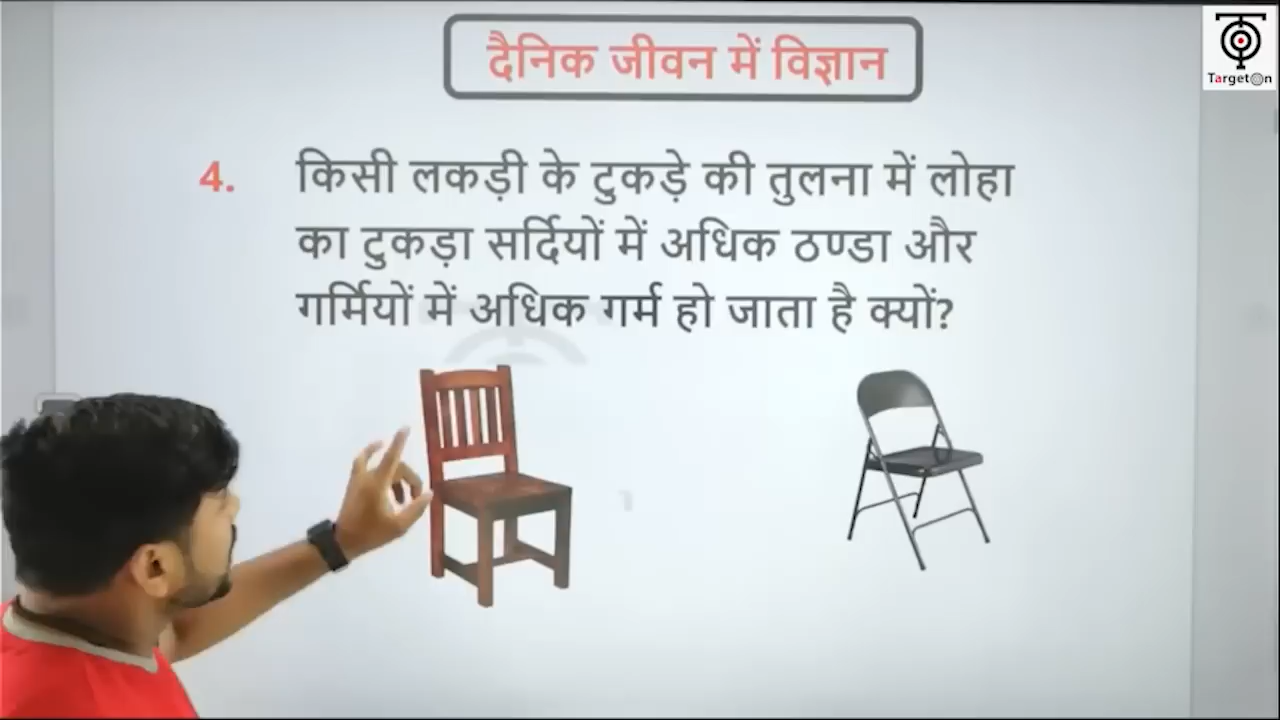 दैनिक जीवन में विज्ञान
TargetOn
4. किसी लकड़ी के टुकड़े की तुलना में लोहा
का टुकड़ा सर्दियों में अधिक ठण्डा और
गर्मियों में अधिक गर्म हो जाता है क्यों?